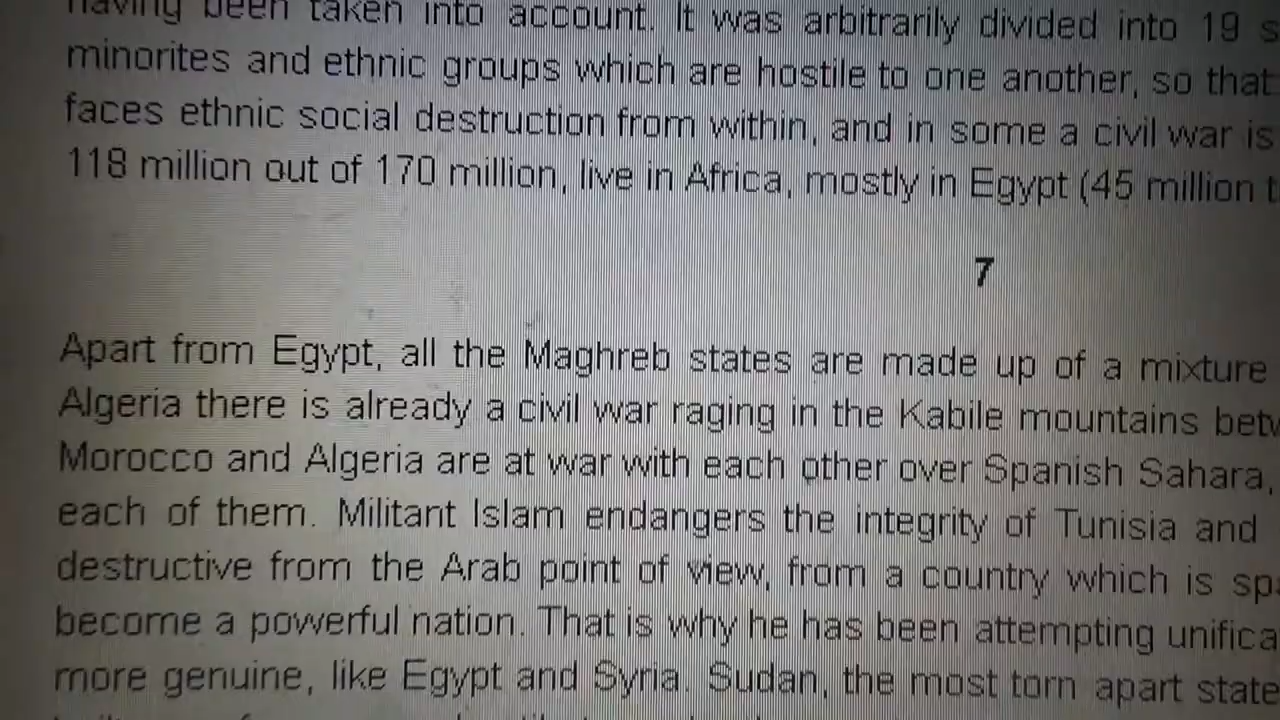 having been taken into account. It was arbitrarily divided into 19 s
minorites and ethnic groups which are hostile to one another, so that
faces ethnic social destruction from within, and in some a civil war is
118 million out of 170 million, live in Africa, mostly in Egypt (45 million t
7
Apart from Egypt, all the Maghreb states are made up of a mixture
Algeria there is already a civil war raging in the Kabile mountains betw
Morocco and Algeria are at war with each other over Spanish Sahara,
each of them. Militant Islam endangers the integrity of Tunisia and
destructive from the Arab point of view, from a country which is spa
become a powerful nation. That is why he has been attempting unifica
more genuine, like Egypt and Syria. Sudan, the most torn apart state